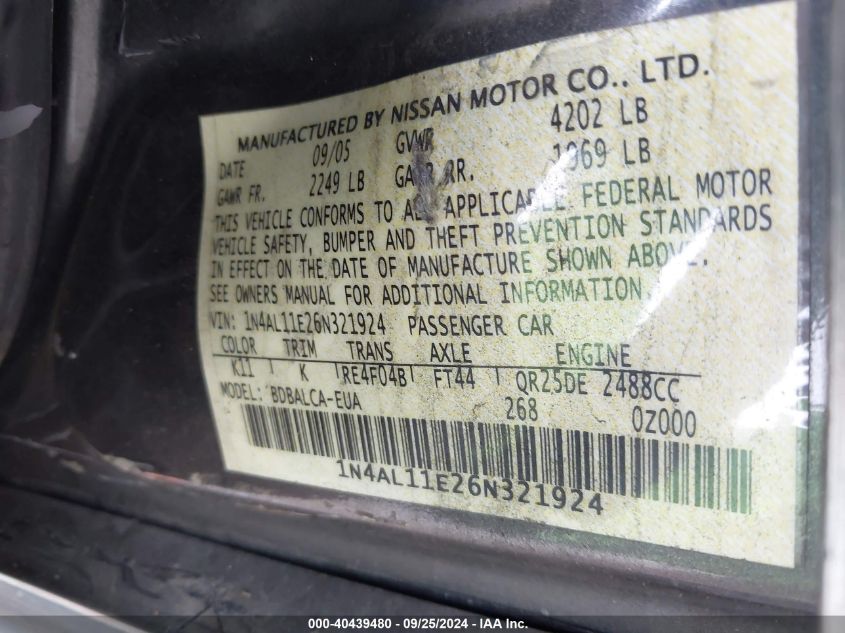 MANUFACTURED BY NISSAN MOTOR CO., LTD.
DATE 09/05 GVWR 4202 LB
GAWR FR. 2249 LB GAWR RR. 1969 LB
THIS VEHICLE CONFORMS TO ALL APPLICABLE FEDERAL MOTOR
VEHICLE SAFETY, BUMPER AND THEFT PREVENTION STANDARDS
IN EFFECT ON THE DATE OF MANUFACTURE SHOWN ABOVE.
SEE OWNERS MANUAL FOR ADDITIONAL INFORMATION.
VIN: 1N4AL11E26N321924 PASSENGER CAR
COLOR TRIM TRANS AXLE ENGINE
K11 K RE4F04B FT44 QR25DE 2488CC
MODEL: BDBALCA-EUA 268 0Z000
1N4AL11E26N321924
000-40439480 - 09/25/2024 - IAA Inc.